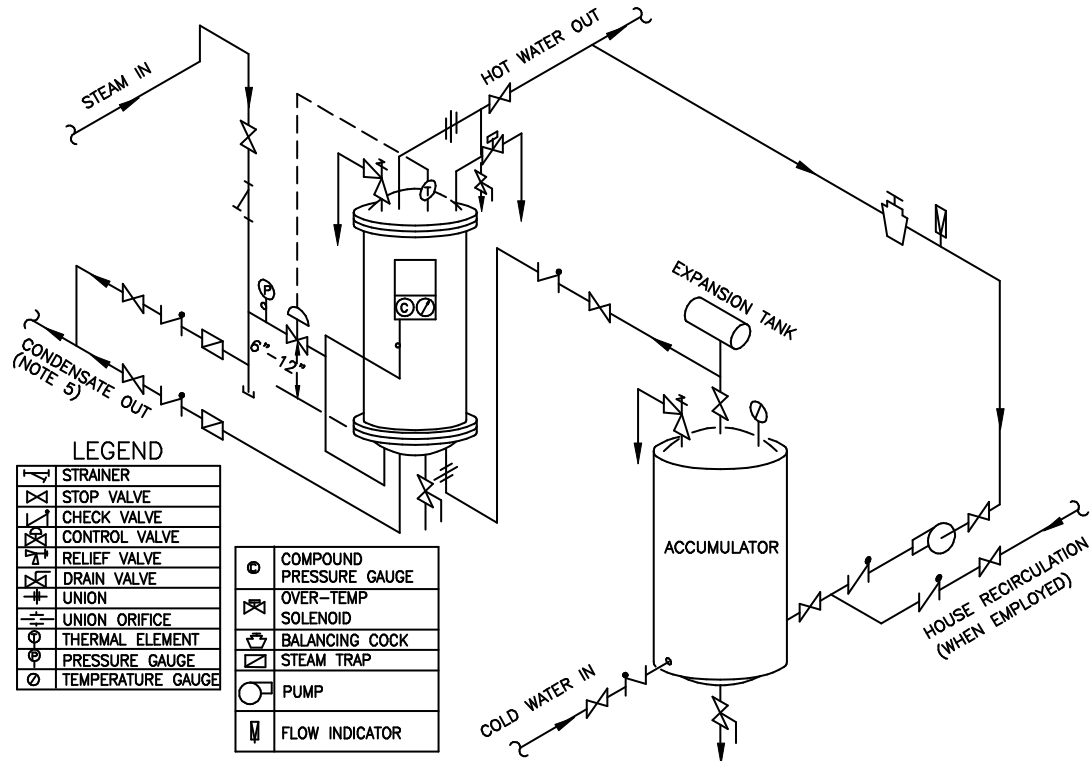 STEAM IN
HOT WATER OUT
T
P
C
6"-12"
EXPANSION TANK
CONDENSATE OUT
(NOTE 5)
ACCUMULATOR
HOUSE RECIRCULATION
(WHEN EMPLOYED)
COLD WATER IN
LEGEND
STRAINER
STOP VALVE
CHECK VALVE
CONTROL VALVE
RELIEF VALVE
DRAIN VALVE
UNION
UNION ORIFICE
T THERMAL ELEMENT
P PRESSURE GAUGE
TEMPERATURE GAUGE
C COMPOUND
PRESSURE GAUGE
OVER-TEMP
SOLENOID
BALANCING COCK
STEAM TRAP
PUMP
FLOW INDICATOR